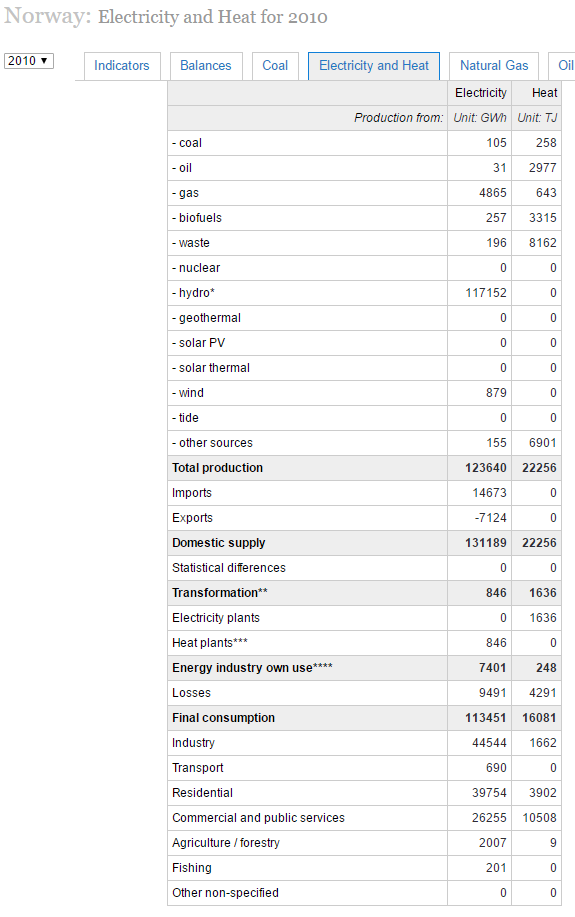 Norway: Electricity and Heat for 2010
2010 ▼ Indicators Balances Coal Electricity and Heat Natural Gas Oil
Electricity Heat
Production from: Unit: GWh Unit: TJ
- coal 105 258
- oil 31 2977
- gas 4865 643
- biofuels 257 3315
- waste 196 8162
- nuclear 0 0
- hydro* 117152 0
- geothermal 0 0
- solar PV 0 0
- solar thermal 0 0
- wind 879 0
- tide 0 0
- other sources 155 6901
Total production 123640 22256
Imports 14673 0
Exports -7124 0
Domestic supply 131189 22256
Statistical differences 0 0
Transformation** 846 1636
Electricity plants 0 1636
Heat plants*** 846 0
Energy industry own use**** 7401 248
Losses 9491 4291
Final consumption 113451 16081
Industry 44544 1662
Transport 690 0
Residential 39754 3902
Commercial and public services 26255 10508
Agriculture / forestry 2007 9
Fishing 201 0
Other non-specified 0 0